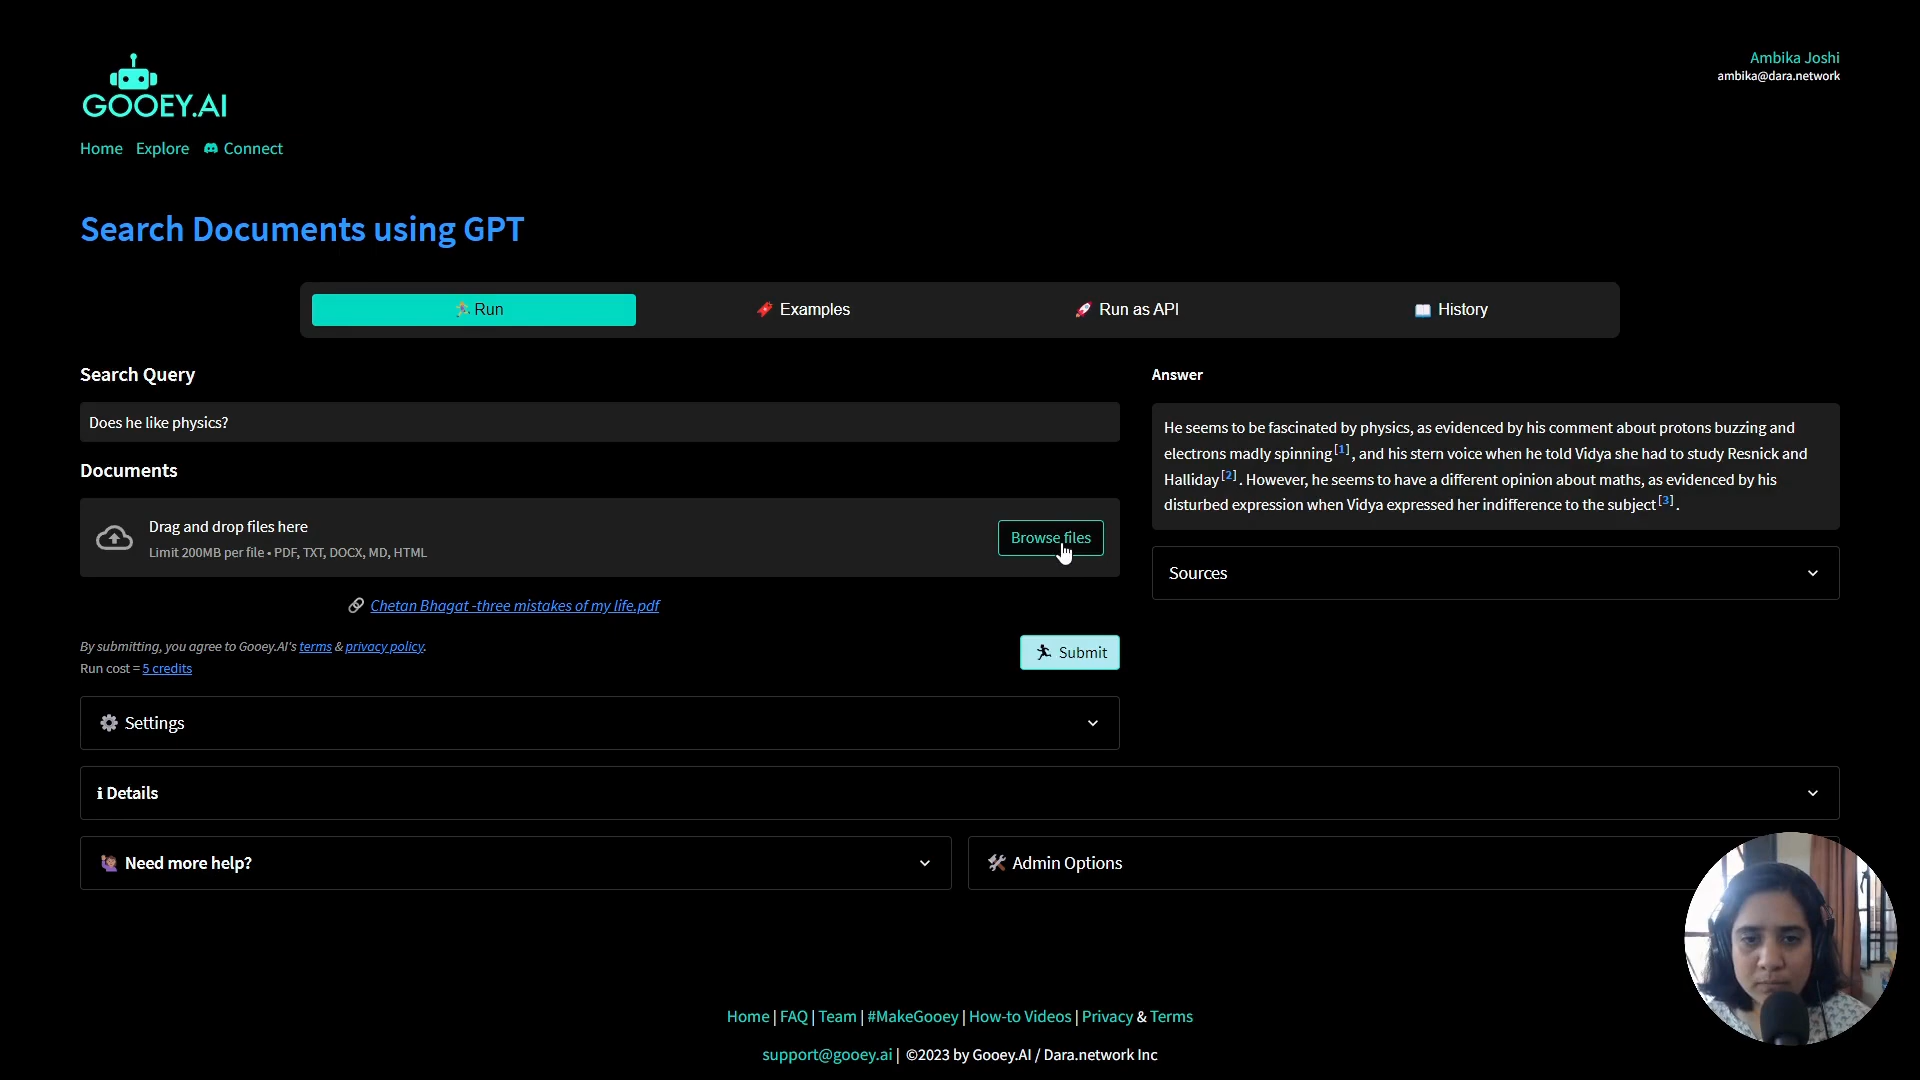 GOOEY.AI
Ambika Joshi
ambika@dara.network
Home Explore Connect
Search Documents using GPT
Run
Examples
Run as API
History
Search Query
Does he like physics?
Documents
Drag and drop files here
Limit 200MB per file • PDF, TXT, DOCX, MD, HTML
Browse files
Chetan Bhagat -three mistakes of my life.pdf
By submitting, you agree to Gooey.AI's terms & privacy policy.
Run cost = 5 credits
Submit
Settings
Answer
He seems to be fascinated by physics, as evidenced by his comment about protons buzzing and
electrons madly spinning[1], and his stern voice when he told Vidya she had to study Resnick and
Halliday[2]. However, he seems to have a different opinion about maths, as evidenced by his
disturbed expression when Vidya expressed her indifference to the subject[3].
Sources
ℹ Details
Need more help?
Admin Options
Home | FAQ | Team | #MakeGooey | How-to Videos | Privacy & Terms
support@gooey.ai | ©2023 by Gooey.AI / Dara.network Inc